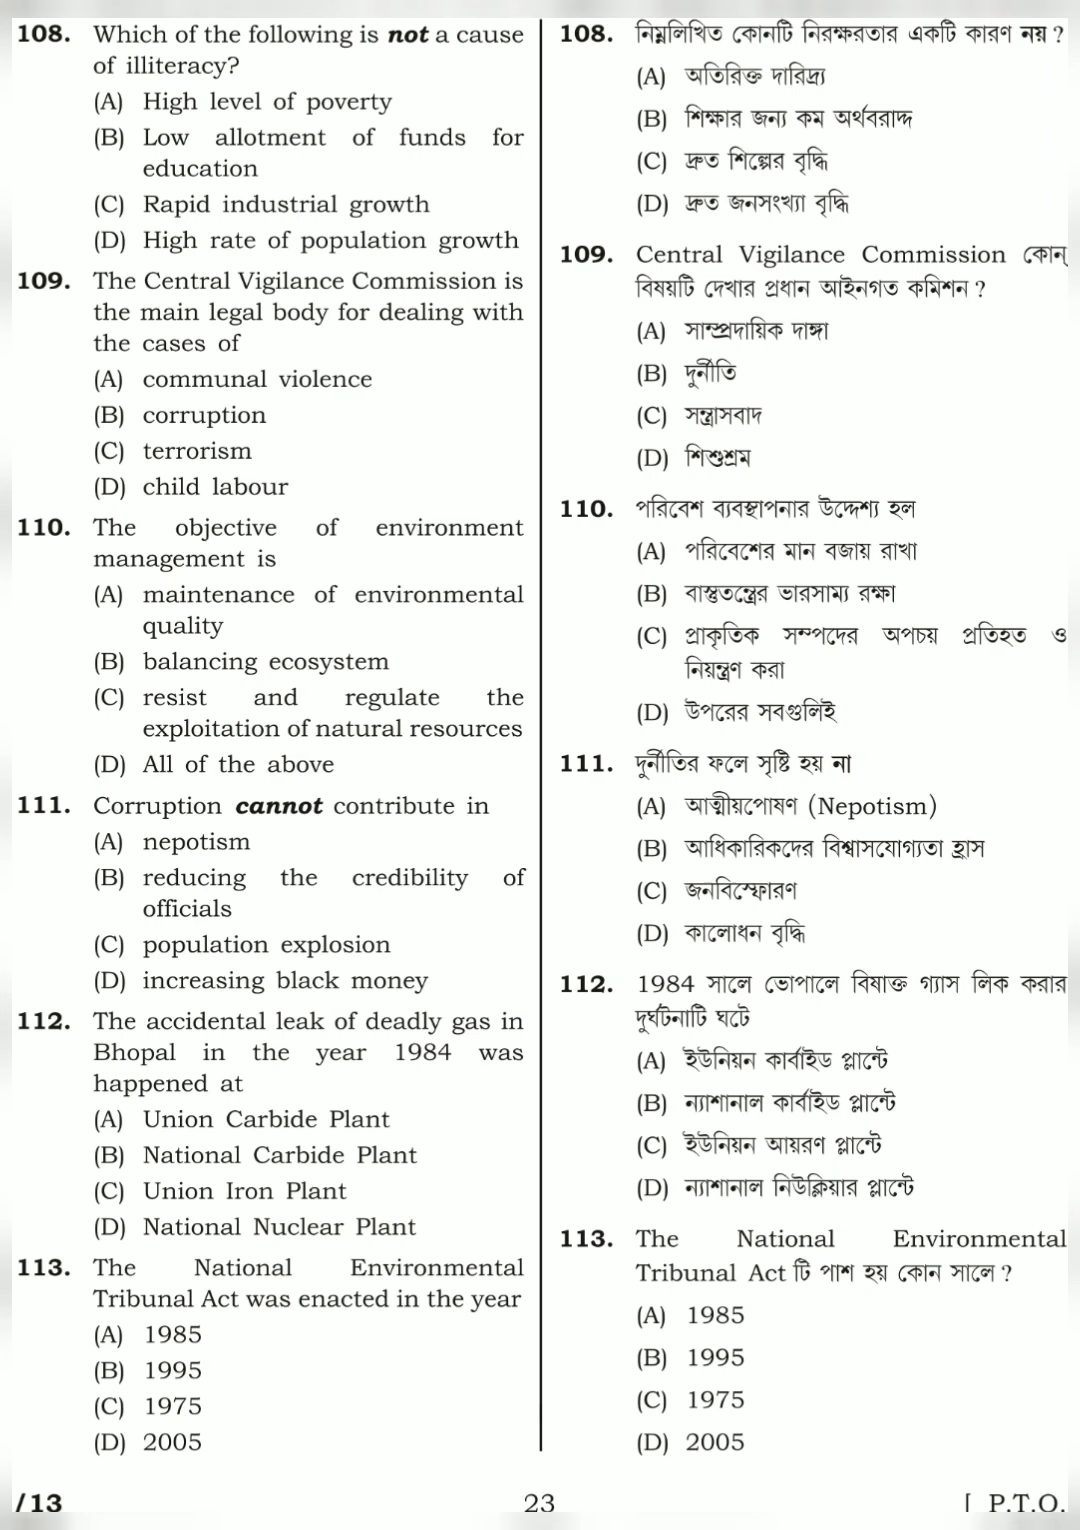 108. Which of the following is not a cause
of illiteracy?
(A) High level of poverty
(B) Low allotment of funds for
education
(C) Rapid industrial growth
(D) High rate of population growth
109. The Central Vigilance Commission is
the main legal body for dealing with
the cases of
(A) communal violence
(B) corruption
(C) terrorism
(D) child labour
110. The objective of environment
management is
(A) maintenance of environmental
quality
(B) balancing ecosystem
(C) resist and regulate the
exploitation of natural resources
(D) All of the above
111. Corruption cannot contribute in
(A) nepotism
(B) reducing the credibility of
officials
(C) population explosion
(D) increasing black money
112. The accidental leak of deadly gas in
Bhopal in the year 1984 was
happened at
(A) Union Carbide Plant
(B) National Carbide Plant
(C) Union Iron Plant
(D) National Nuclear Plant
113. The National Environmental
Tribunal Act was enacted in the year
(A) 1985
(B) 1995
(C) 1975
(D) 2005
108. নিম্নলিখিত কোনটি নিরক্ষরতার একটি কারণ নয় ?
(A) অতিরিক্ত দারিদ্র্য
(B) শিক্ষার জন্য কম অর্থবরাদ্দ
(C) দ্রুত শিল্পের বৃদ্ধি
(D) দ্রুত জনসংখ্যা বৃদ্ধি
109. Central Vigilance Commission কোন্
বিষয়টি দেখার প্রধান আইনগত কমিশন ?
(A) সাম্প্রদায়িক দাঙ্গা
(B) দুর্নীতি
(C) সন্ত্রাসবাদ
(D) শিশুশ্রম
110. পরিবেশ ব্যবস্থাপনার উদ্দেশ্য হল
(A) পরিবেশের মান বজায় রাখা
(B) বাস্তুতন্ত্রের ভারসাম্য রক্ষা
(C) প্রাকৃতিক সম্পদের অপচয় প্রতিহত ও
নিয়ন্ত্রণ করা
(D) উপরের সবগুলিই
111. দুর্নীতির ফলে সৃষ্টি হয় না
(A) আত্মীয়পোষণ (Nepotism)
(B) আধিকারিকদের বিশ্বাসযোগ্যতা হ্রাস
(C) জনবিস্ফোরণ
(D) কালোধন বৃদ্ধি
112. 1984 সালে ভোপালে বিষাক্ত গ্যাস লিক করার
দুর্ঘটনাটি ঘটে
(A) ইউনিয়ন কার্বাইড প্লান্টে
(B) ন্যাশানাল কার্বাইড প্লান্টে
(C) ইউনিয়ন আয়রণ প্লান্টে
(D) ন্যাশানাল নিউক্লিয়ার প্লান্টে
113. The National Environmental
Tribunal Act টি পাশ হয় কোন সালে ?
(A) 1985
(B) 1995
(C) 1975
(D) 2005
/13
23
[ P.T.O.